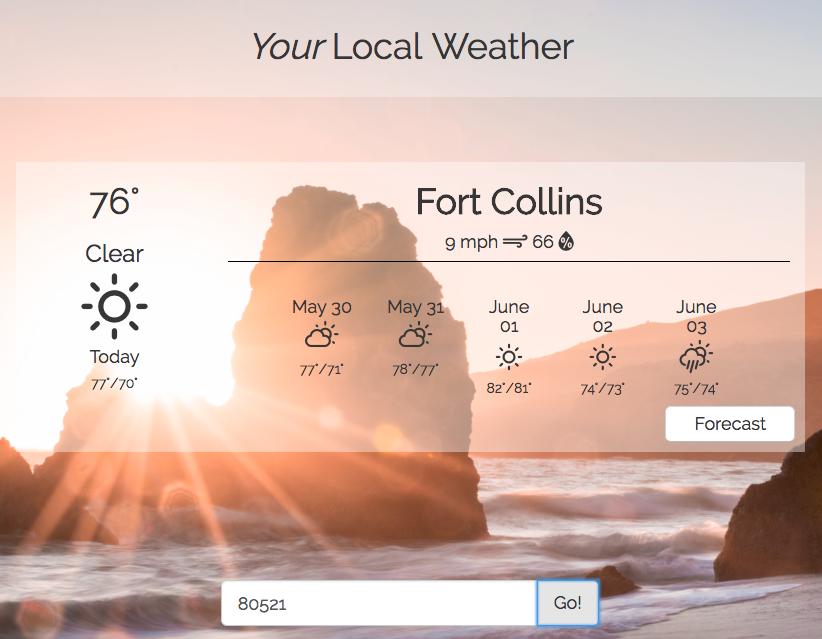 Your Local Weather
76°
Clear
Today
77°/70°
Fort Collins
9 mph 66 %
May 30
77°/71°
May 31
78°/77°
June
01
82°/81°
June
02
74°/73°
June
03
75°/74°
Forecast
80521
Go!